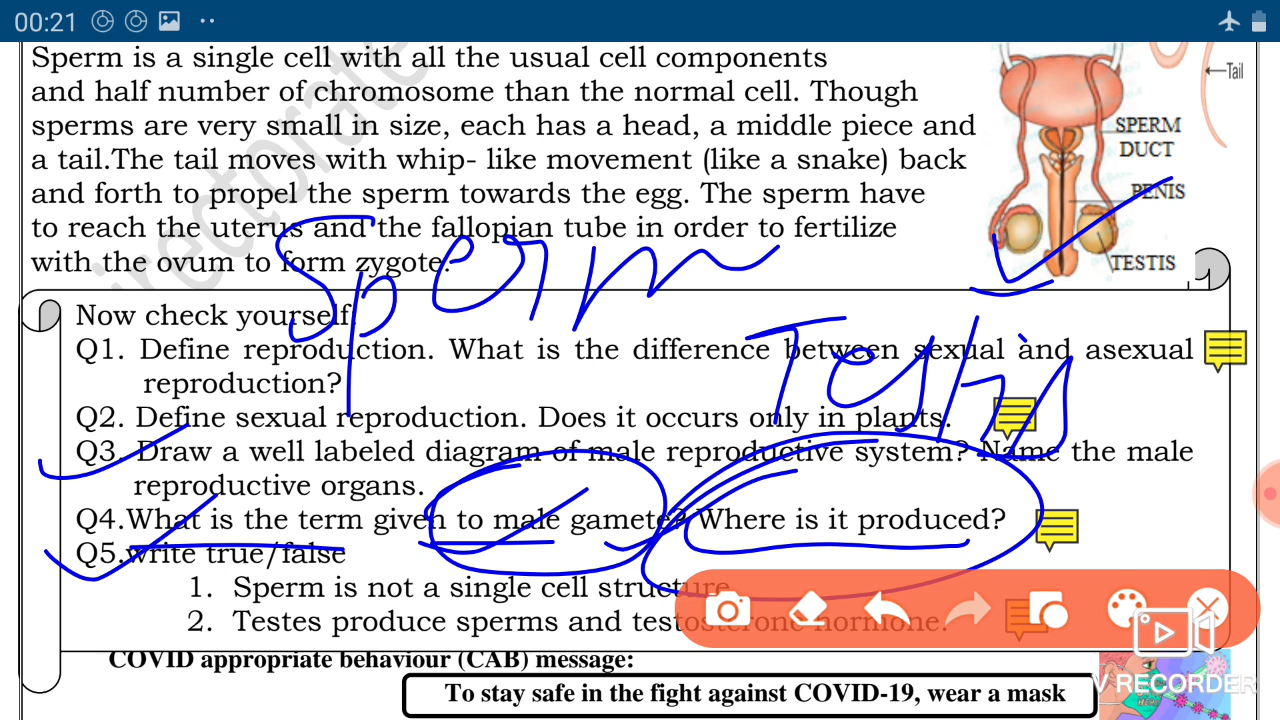 00:21
Sperm is a single cell with all the usual cell components
and half number of chromosome than the normal cell. Though
sperms are very small in size, each has a head, a middle piece and
a tail.The tail moves with whip- like movement (like a snake) back
and forth to propel the sperm towards the egg. The sperm have
to reach the uterus and the fallopian tube in order to fertilize
with the ovum to form zygote.
Tail
SPERM
DUCT
PENIS
TESTIS
irectorate
Sperm
Testis
Now check yourself
Q1. Define reproduction. What is the difference between sexual and asexual
reproduction?
Q2. Define sexual reproduction. Does it occurs only in plants.
Q3. Draw a well labeled diagram of male reproductive system? Name the male
reproductive organs.
Q4.What is the term given to male gamete? Where is it produced?
Q5.write true/false
1. Sperm is not a single cell structure
2. Testes produce sperms and testosterone hormone.
COVID appropriate behaviour (CAB) message:
To stay safe in the fight against COVID-19, wear a mask
V RECORDER